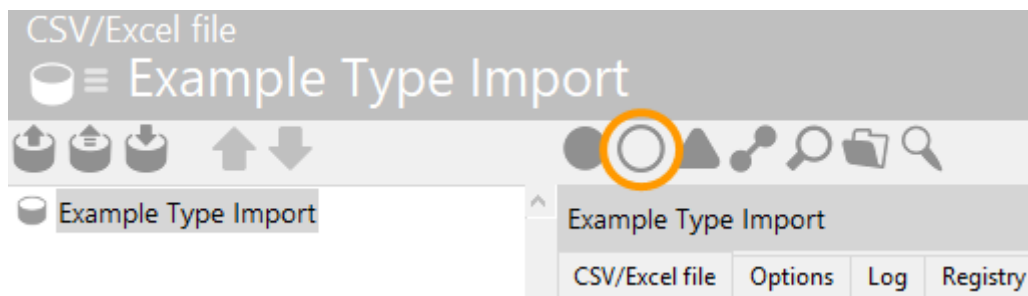 CSV/Excel file
Example Type Import
Example Type Import
Example Type Import
CSV/Excel file Options Log Registry